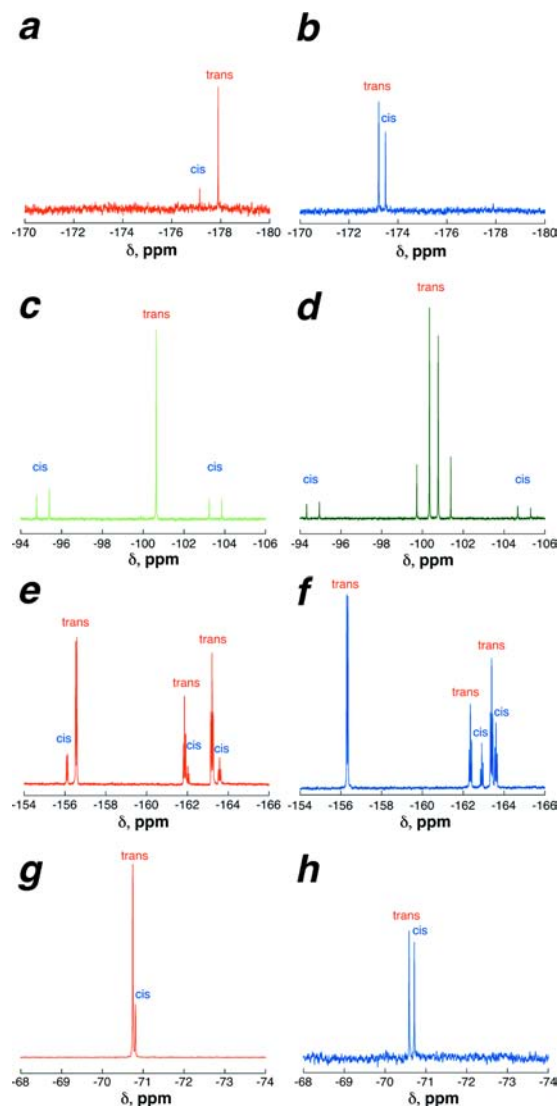 a
b
trans
cis
trans
cis
-170 -172 -174 -176 -178 -180
δ, ppm
-170 -172 -174 -176 -178 -180
δ, ppm
c
d
trans
cis
cis
trans
cis
cis
-94 -96 -98 -100 -102 -104 -106
δ, ppm
-94 -96 -98 -100 -102 -104 -106
δ, ppm
e
f
trans
cis
trans
cis
cis
trans
trans
trans
cis
cis
-154 -156 -158 -160 -162 -164 -166
δ, ppm
-154 -156 -158 -160 -162 -164 -166
δ, ppm
g
h
trans
cis
trans
cis
-68 -69 -70 -71 -72 -73 -74
δ, ppm
-68 -69 -70 -71 -72 -73 -74
δ, ppm